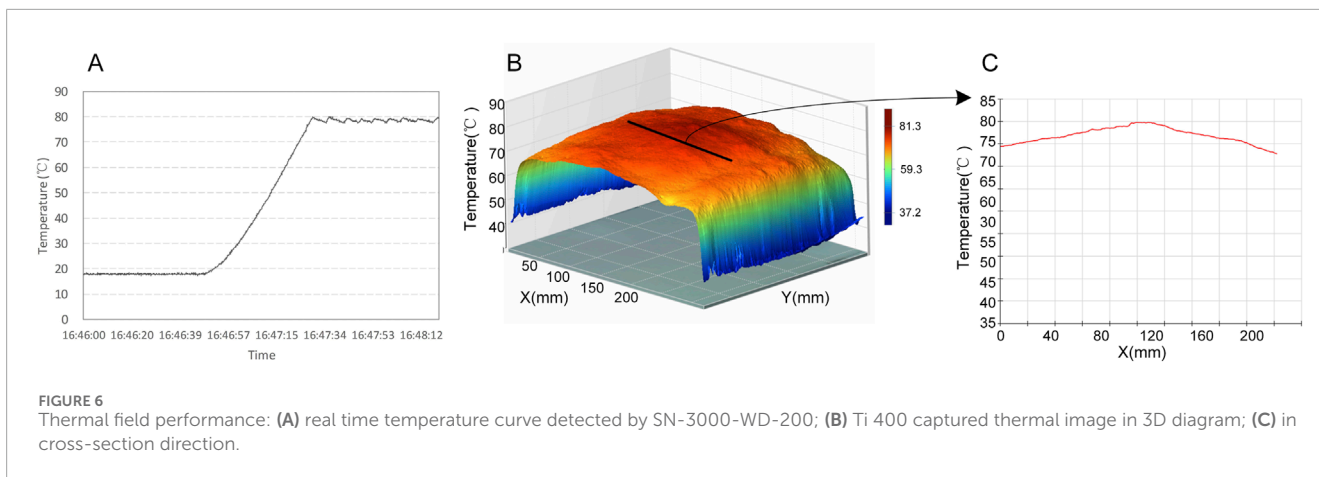 A
90
80
70
60
50
40
30
20
10
0
Temperature (℃)
16:46:00 16:46:20 16:46:39 16:46:57 16:47:15 16:47:34 16:47:53 16:48:12
Time
B
90
80
70
60
50
40
Temperature(℃)
50
100
150
200
X(mm)
Y(mm)
81.3
59.3
37.2
C
85
80
75
70
65
60
30
55
50
45
40
35
Temperature(℃)
0 40 80 120 160 200
X(mm)
FIGURE 6
Thermal field performance: (A) real time temperature curve detected by SN-3000-WD-200; (B) Ti 400 captured thermal image in 3D diagram; (C) in
cross-section direction.